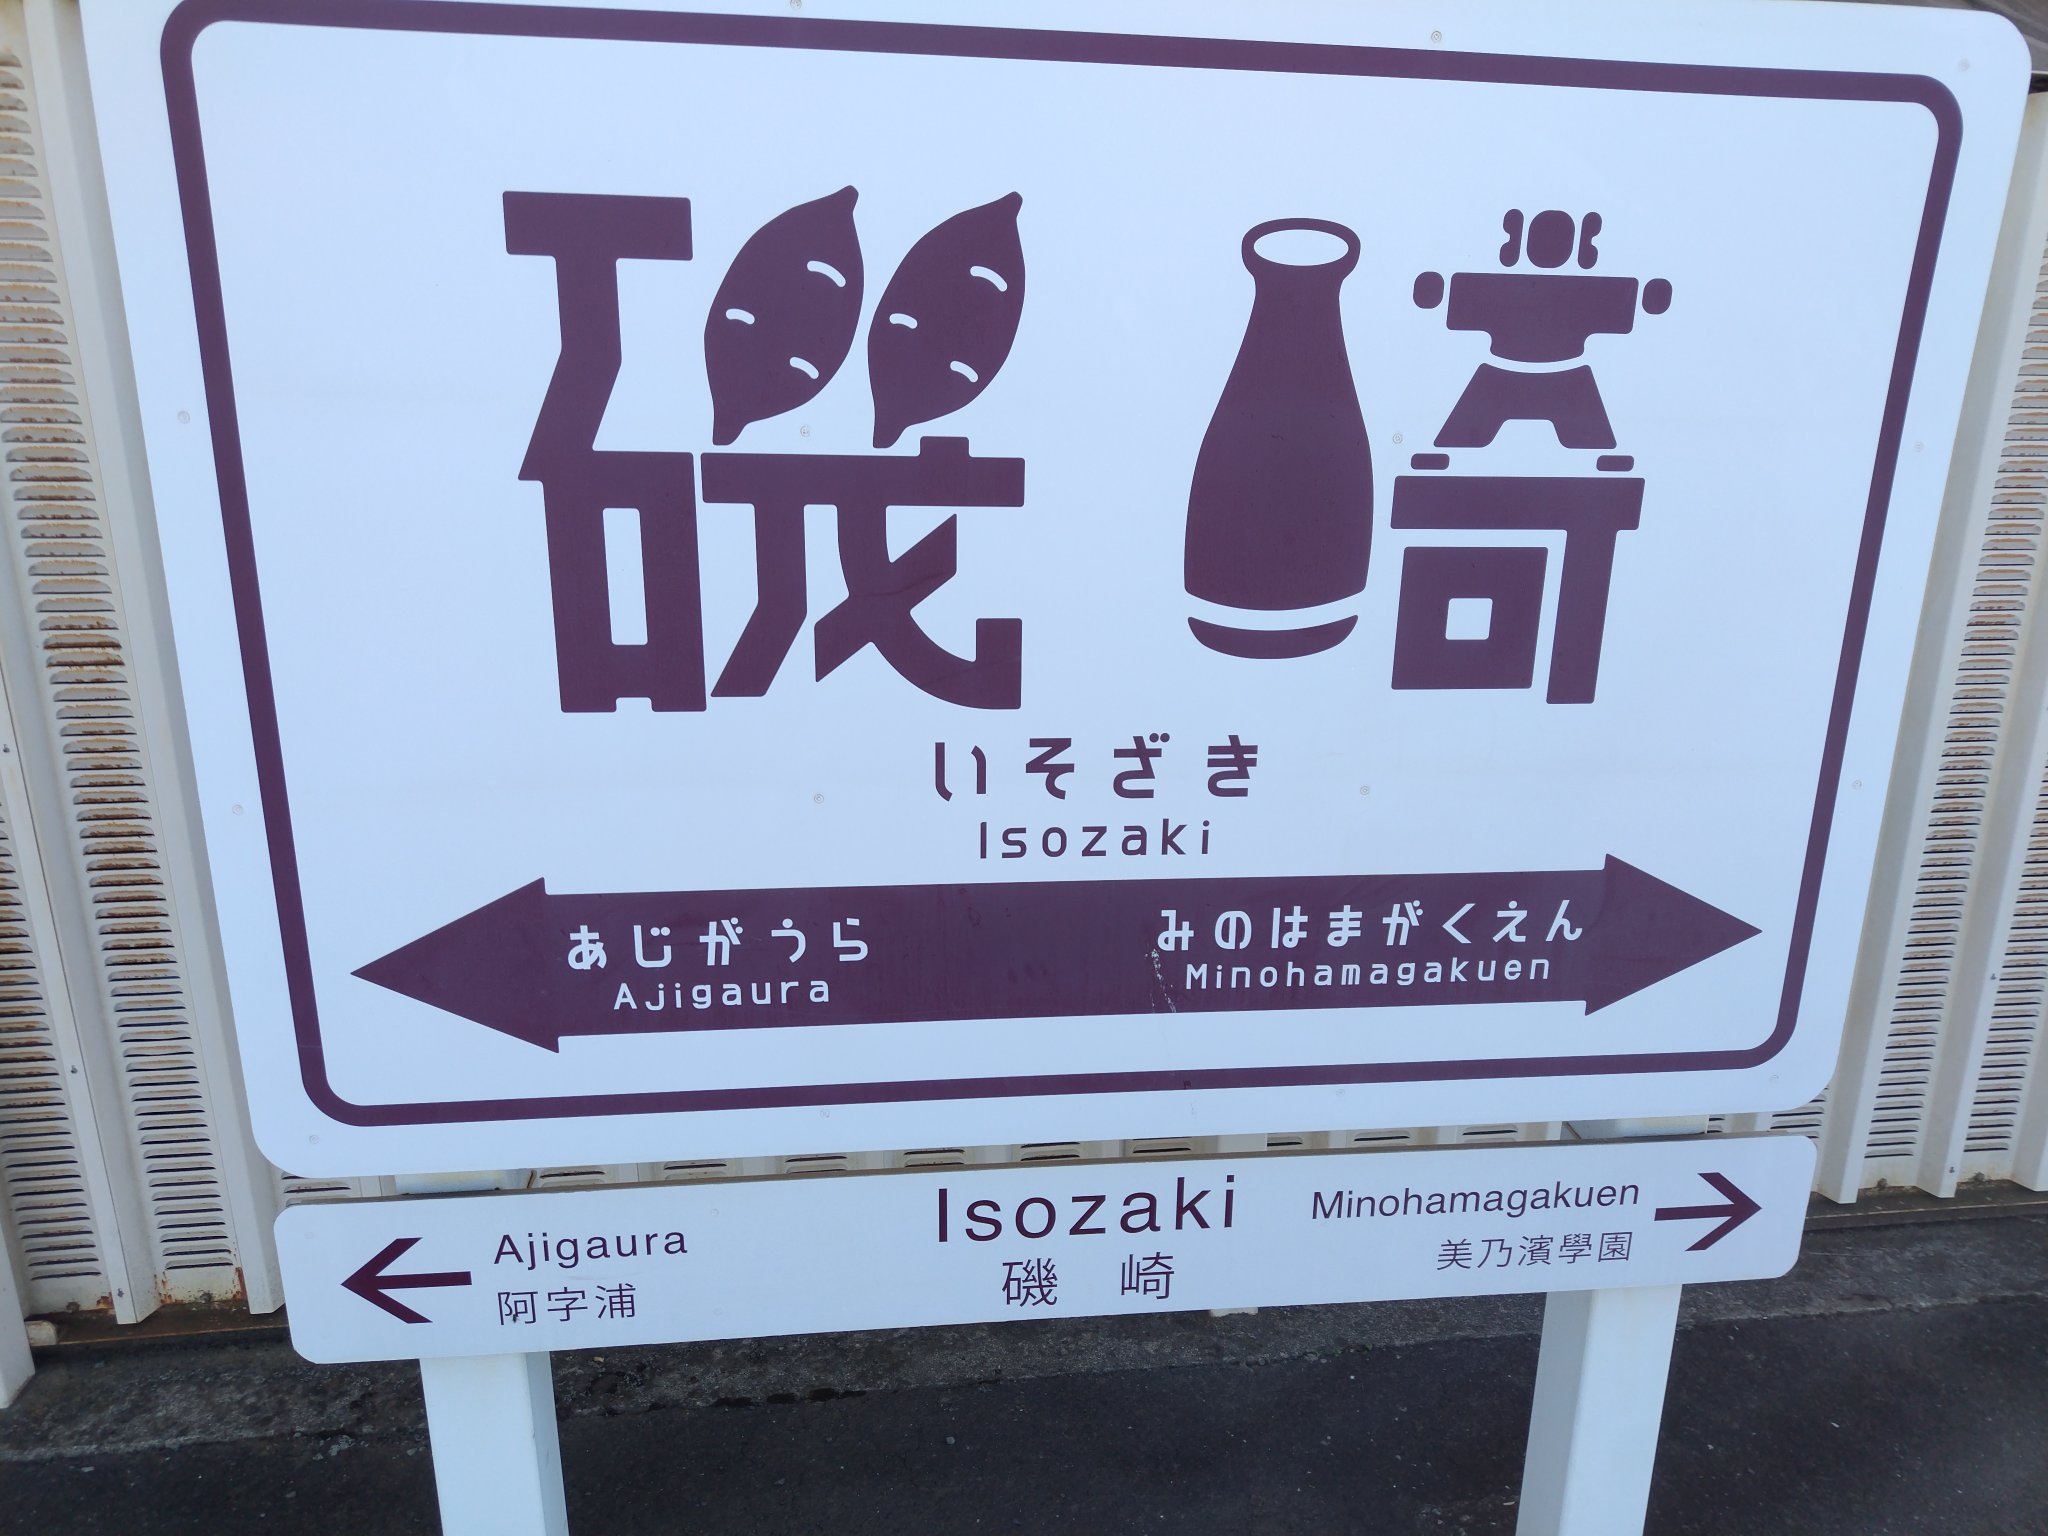 磯崎
いそざき
Isozaki
あじがうら
Ajigaura
みのはまがくえん
Minohamagakuen
Ajigaura
阿字浦
Isozaki
磯 崎
Minohamagakuen
美乃濱學園